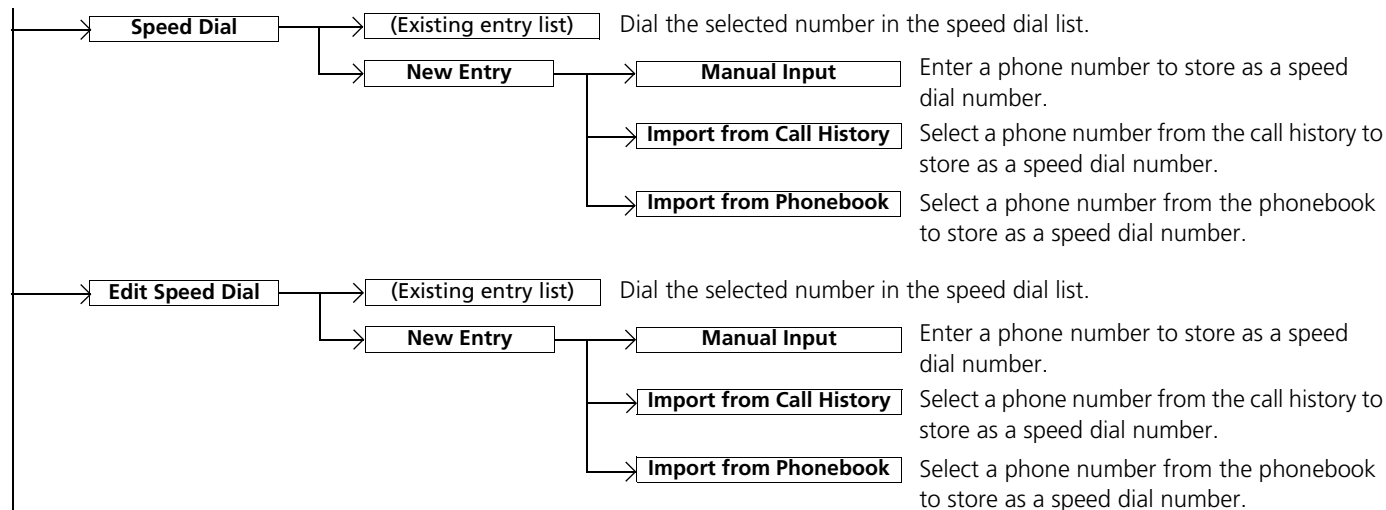 Speed Dial (Existing entry list) Dial the selected number in the speed dial list.
New Entry Manual Input Enter a phone number to store as a speed
dial number.
Import from Call History Select a phone number from the call history to
store as a speed dial number.
Import from Phonebook Select a phone number from the phonebook
to store as a speed dial number.
Edit Speed Dial (Existing entry list) Dial the selected number in the speed dial list.
New Entry Manual Input Enter a phone number to store as a speed
dial number.
Import from Call History Select a phone number from the call history to
store as a speed dial number.
Import from Phonebook Select a phone number from the phonebook
to store as a speed dial number.